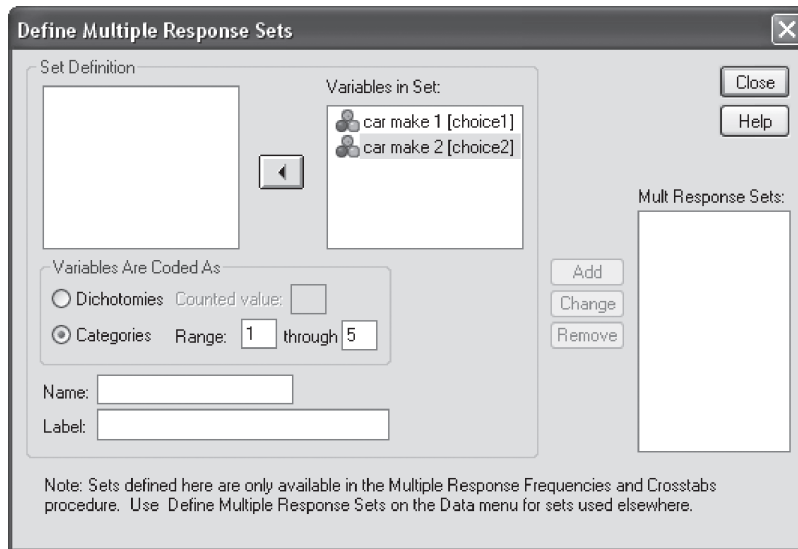 Define Multiple Response Sets
Set Definition
Variables in Set:
car make 1 [choice1]
car make 2 [choice2]
Close
Help
Mult Response Sets:
Variables Are Coded As
Dichotomies Counted value:
Categories Range: 1 through 5
Add
Change
Remove
Name:
Label:
Note: Sets defined here are only available in the Multiple Response Frequencies and Crosstabs
procedure. Use Define Multiple Response Sets on the Data menu for sets used elsewhere.